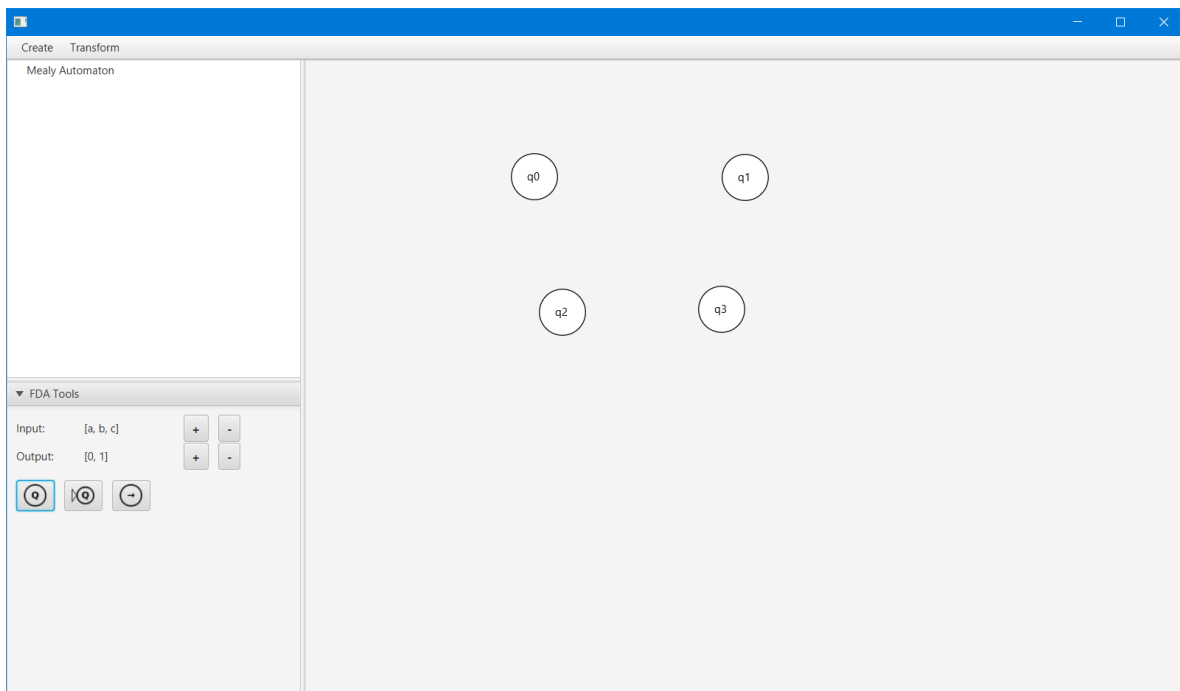 Create Transform
Mealy Automaton
q0
q1
q2
q3
FDA Tools
Input: [a, b, c] + -
Output: [0, 1] + -
Q Q